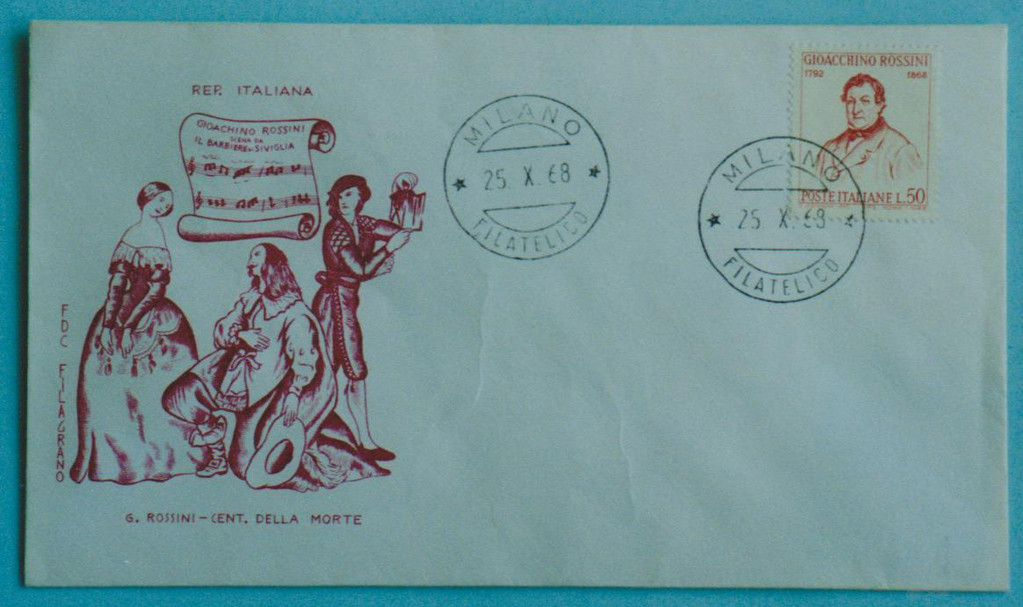 REP. ITALIANA
GIOACHINO ROSSINI
SCENA DA
IL BARBIERE DI SIVIGLIA
FDC FILAGRANO
G. ROSSINI - CENT. DELLA MORTE
MILANO
25. X. 68
FILATELICO
MILANO
25. X. 68
FILATELICO
GIOACCHINO ROSSINI
1792 1868
POSTE ITALIANE L.50